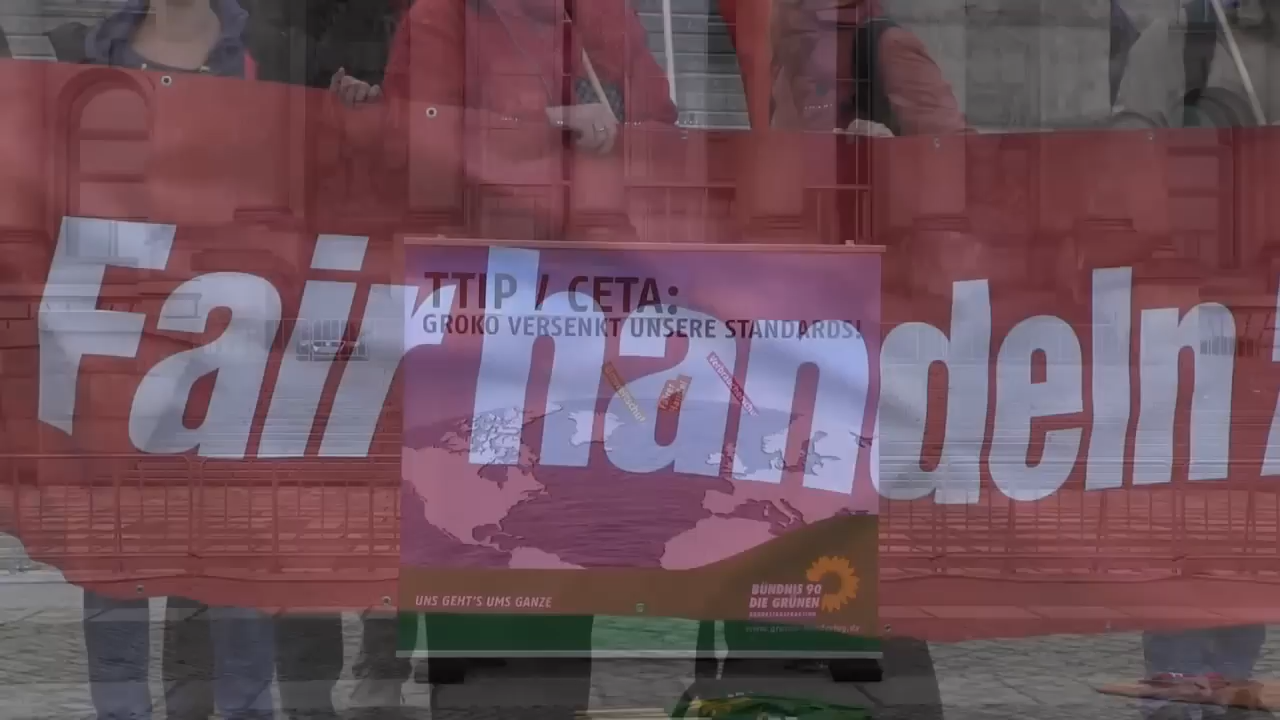 Fair handeln
TTIP / CETA:
GROKO VERSENKT UNSERE STANDARDS!
UNS GEHT'S UMS GANZE
BÜNDNIS 90
DIE GRÜNEN